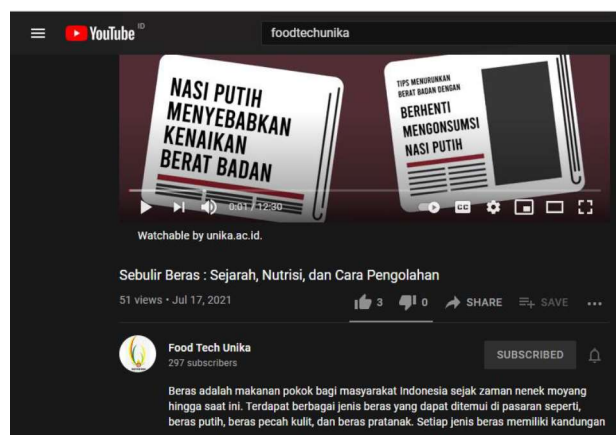 YouTube ID
foodtechunika
NASI PUTIH
MENYEBABKAN
KENAIKAN
BERAT BADAN
TIPS MENURUNKAN
BERAT BADAN DENGAN
BERHENTI
MENGONSUMSI
NASI PUTIH
0:01 / 12:30
CC
Watchable by unika.ac.id.
Sebulir Beras : Sejarah, Nutrisi, dan Cara Pengolahan
51 views • Jul 17, 2021
3
0
SHARE
SAVE
Food Tech Unika
297 subscribers
SUBSCRIBED
Beras adalah makanan pokok bagi masyarakat Indonesia sejak zaman nenek moyang
hingga saat ini. Terdapat berbagai jenis beras yang dapat ditemui di pasaran seperti,
beras putih, beras pecah kulit, dan beras pratanak. Setiap jenis beras memiliki kandungan